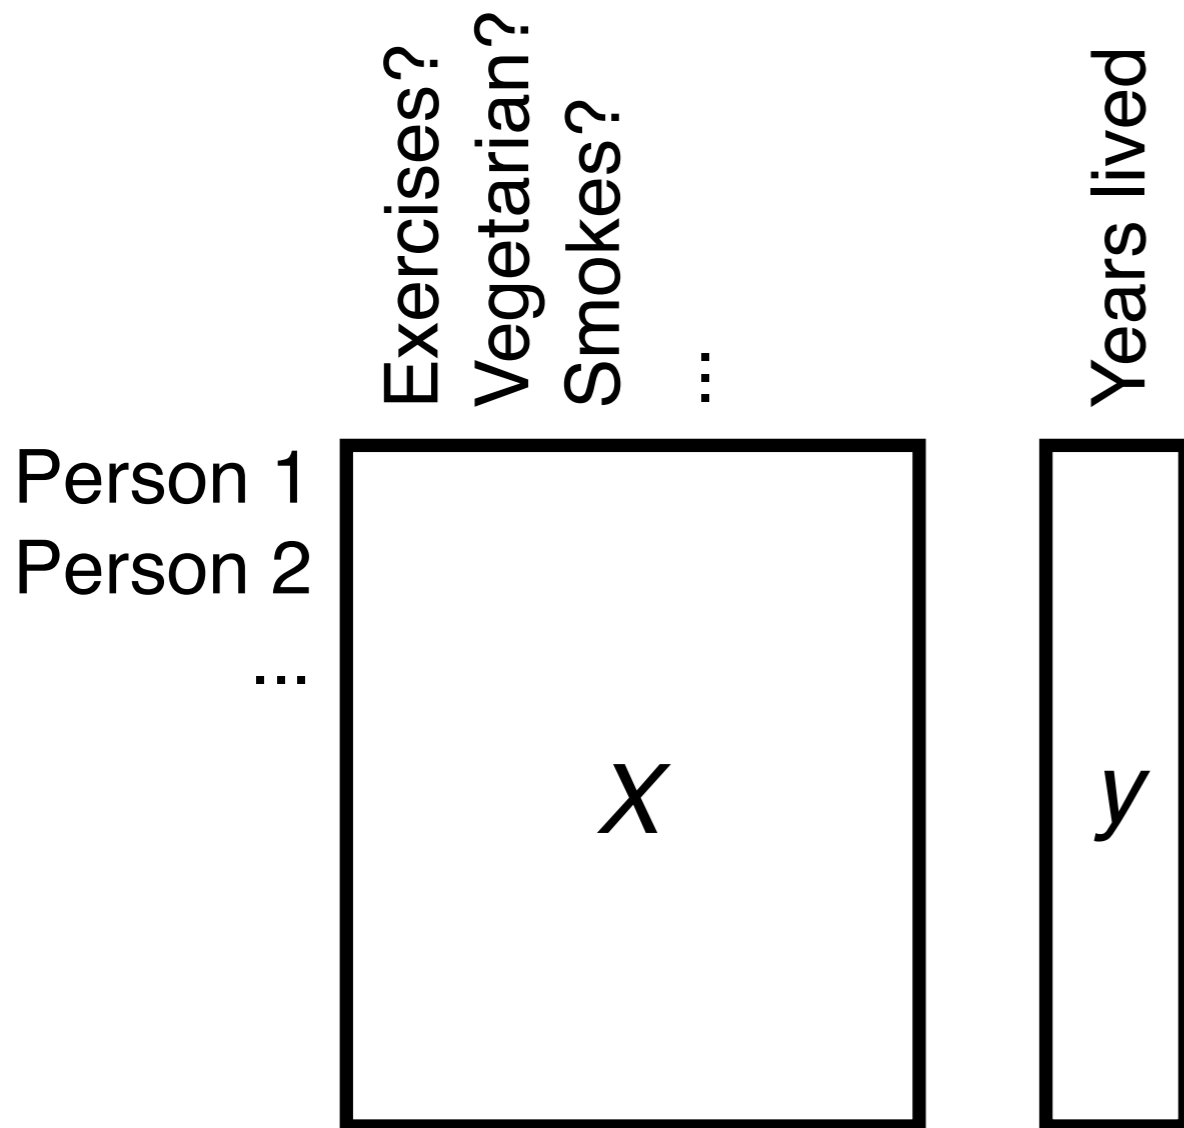 Exercises?
Vegetarian?
Smokes?
...
Years lived
Person 1
Person 2
...
X
y